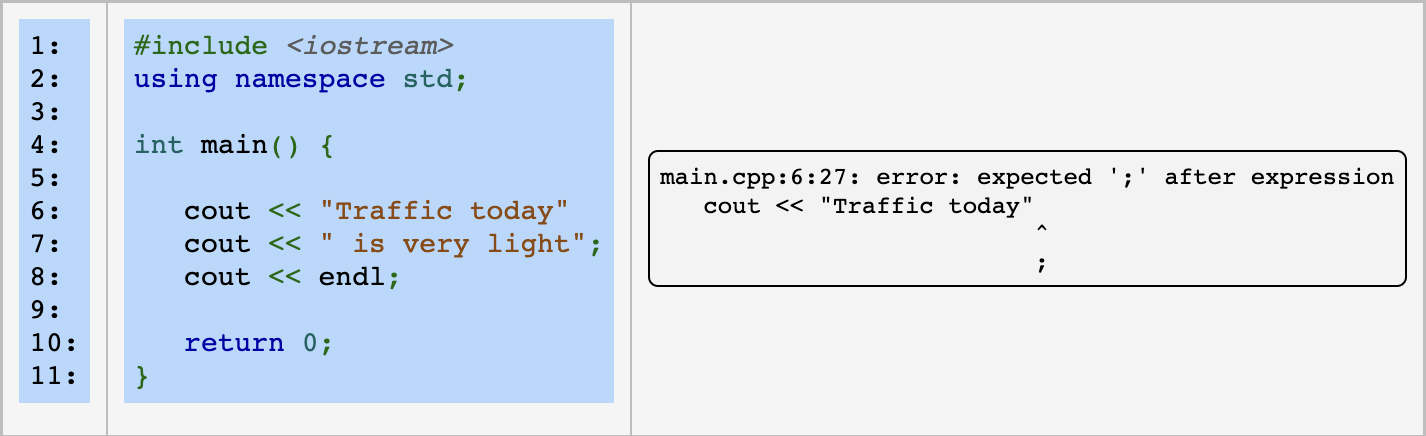 1: #include <iostream>
2: using namespace std;
3:
4: int main() {
5:
6:    cout << "Traffic today"
7:    cout << " is very light";
8:    cout << endl;
9:
10:    return 0;
11: }
main.cpp:6:27: error: expected ';' after expression
   cout << "Traffic today"
                          ^
                          ;